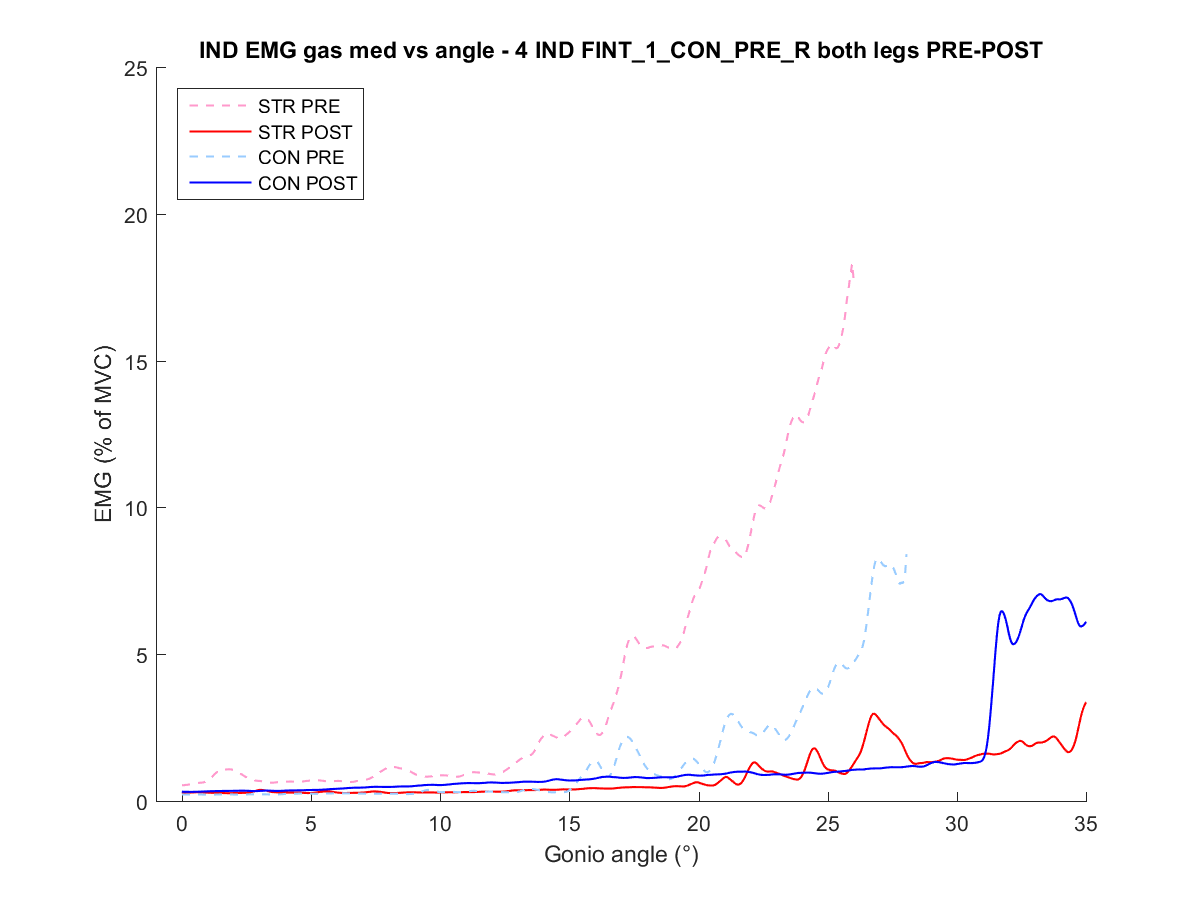 IND EMG gas med vs angle - 4 IND FINT_1_CON_PRE_R both legs PRE-POST
25
20
15
10
5
0
EMG (% of MVC)
STR PRE
STR POST
CON PRE
CON POST
0 5 10 15 20 25 30 35
Gonio angle (°)